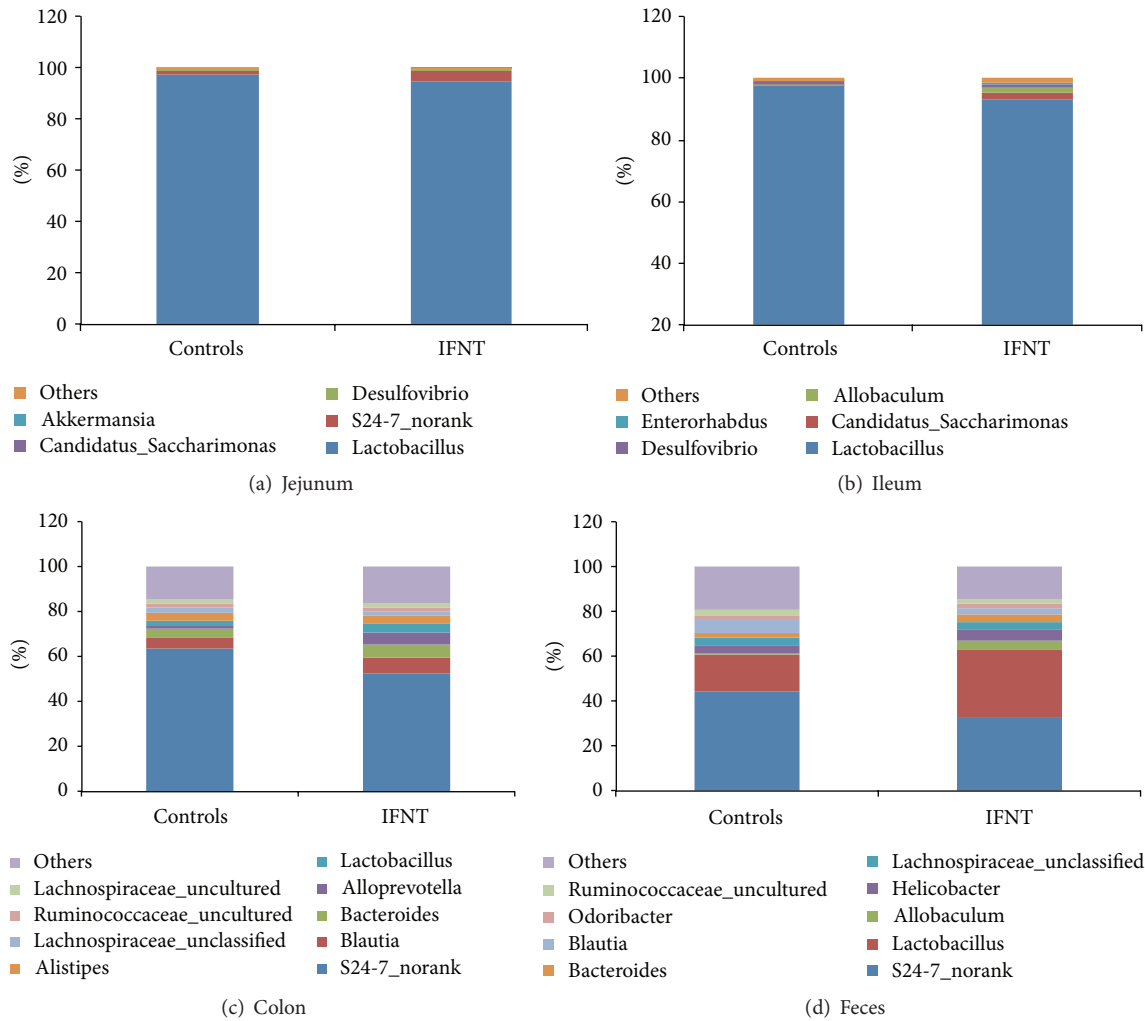 120
100
80
60
40
20
0
(%)
Controls
IFNT
Others
Desulfovibrio
Akkermansia
S24-7_norank
Candidatus_Saccharimonas
Lactobacillus
(a) Jejunum
120
100
80
60
40
20
(%)
Controls
IFNT
Others
Allobaculum
Enterorhabdus
Candidatus_Saccharimonas
Desulfovibrio
Lactobacillus
(b) Ileum
120
100
80
60
40
20
0
(%)
Controls
IFNT
Others
Lactobacillus
Lachnospiraceae_uncultured
Alloprevotella
Ruminococcaceae_uncultured
Bacteroides
Lachnospiraceae_unclassified
Blautia
Alistipes
S24-7_norank
(c) Colon
120
100
80
60
40
20
0
(%)
Controls
IFNT
Others
Lachnospiraceae_unclassified
Ruminococcaceae_uncultured
Helicobacter
Odoribacter
Allobaculum
Blautia
Lactobacillus
Bacteroides
S24-7_norank
(d) Feces